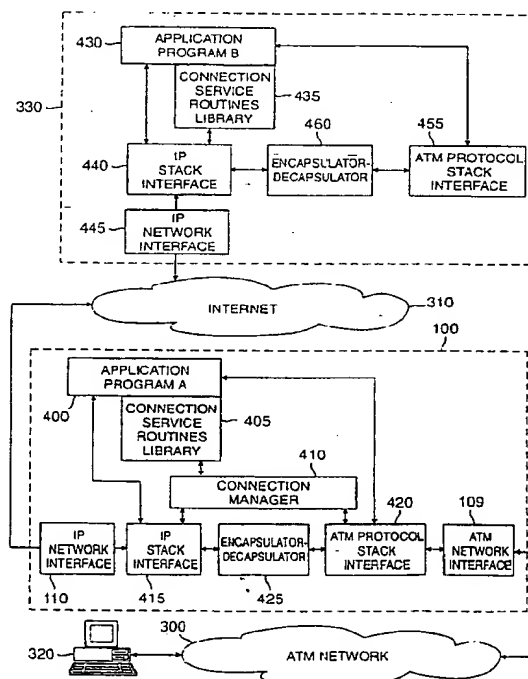 430
APPLICATION
PROGRAM B
CONNECTION
SERVICE
ROUTINES
LIBRARY
435
330
460
455
440
IP
STACK
INTERFACE
ENCAPSULATOR-
DECAPSULATOR
ATM PROTOCOL
STACK
INTERFACE
445
IP
NETWORK
INTERFACE
INTERNET
310
100
APPLICATION
PROGRAM A
400
CONNECTION
SERVICE
ROUTINES
LIBRARY
405
410
CONNECTION
MANAGER
420
109
IP
NETWORK
INTERFACE
IP
STACK
INTERFACE
ENCAPSULATOR-
DECAPSULATOR
ATM PROTOCOL
STACK
INTERFACE
ATM
NETWORK
INTERFACE
110
415
425
300
320
ATM NETWORK